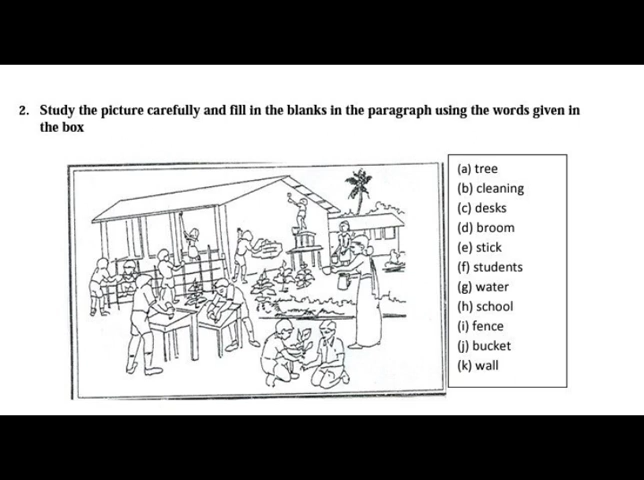 2. Study the picture carefully and fill in the blanks in the paragraph using the words given in
the box
(a) tree
(b) cleaning
(c) desks
(d) broom
(e) stick
(f) students
(g) water
(h) school
(i) fence
(j) bucket
(k) wall